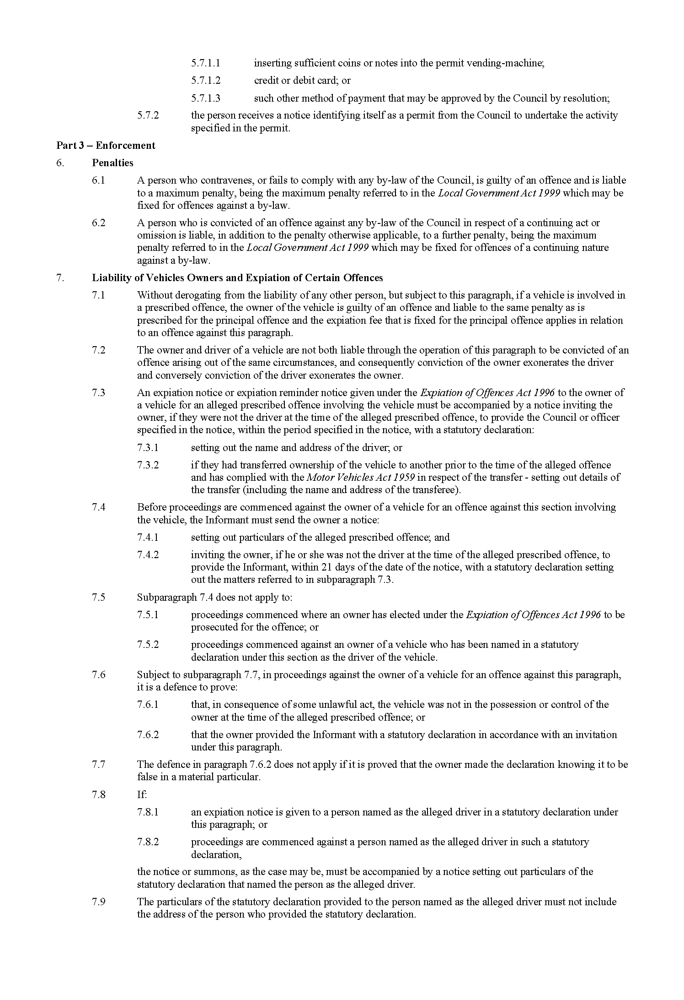 5.7.1.1 inserting sufficient coins or notes into the permit vending-machine;
5.7.1.2 credit or debit card; or
5.7.1.3 such other method of payment that may be approved by the Council by resolution;
5.7.2 the person receives a notice identifying itself as a permit from the Council to undertake the activity
specified in the permit.
Part 3 – Enforcement
6. Penalties
6.1 A person who contravenes, or fails to comply with any by-law of the Council, is guilty of an offence and is liable
to a maximum penalty, being the maximum penalty referred to in the Local Government Act 1999 which may be
fixed for offences against a by-law.
6.2 A person who is convicted of an offence against any by-law of the Council in respect of a continuing act or
omission is liable, in addition to the penalty otherwise applicable, to a further penalty, being the maximum
penalty referred to in the Local Government Act 1999 which may be fixed for offences of a continuing nature
against a by-law.
7. Liability of Vehicles Owners and Expiation of Certain Offences
7.1 Without derogating from the liability of any other person, but subject to this paragraph, if a vehicle is involved in
a prescribed offence, the owner of the vehicle is guilty of an offence and liable to the same penalty as is
prescribed for the principal offence and the expiation fee that is fixed for the principal offence applies in relation
to an offence against this paragraph.
7.2 The owner and driver of a vehicle are not both liable through the operation of this paragraph to be convicted of an
offence arising out of the same circumstances, and consequently conviction of the owner exonerates the driver
and conversely conviction of the driver exonerates the owner.
7.3 An expiation notice or expiation reminder notice given under the Expiation of Offences Act 1996 to the owner of
a vehicle for an alleged prescribed offence involving the vehicle must be accompanied by a notice inviting the
owner, if they were not the driver at the time of the alleged prescribed offence, to provide the Council or officer
specified in the notice, within the period specified in the notice, with a statutory declaration:
7.3.1 setting out the name and address of the driver; or
7.3.2 if they had transferred ownership of the vehicle to another prior to the time of the alleged offence
and has complied with the Motor Vehicles Act 1959 in respect of the transfer - setting out details of
the transfer (including the name and address of the transferee).
7.4 Before proceedings are commenced against the owner of a vehicle for an offence against this section involving
the vehicle, the Informant must send the owner a notice:
7.4.1 setting out particulars of the alleged prescribed offence; and
7.4.2 inviting the owner, if he or she was not the driver at the time of the alleged prescribed offence, to
provide the Informant, within 21 days of the date of the notice, with a statutory declaration setting
out the matters referred to in subparagraph 7.3.
7.5 Subparagraph 7.4 does not apply to:
7.5.1 proceedings commenced where an owner has elected under the Expiation of Offences Act 1996 to be
prosecuted for the offence; or
7.5.2 proceedings commenced against an owner of a vehicle who has been named in a statutory
declaration under this section as the driver of the vehicle.
7.6 Subject to subparagraph 7.7, in proceedings against the owner of a vehicle for an offence against this paragraph,
it is a defence to prove:
7.6.1 that, in consequence of some unlawful act, the vehicle was not in the possession or control of the
owner at the time of the alleged prescribed offence; or
7.6.2 that the owner provided the Informant with a statutory declaration in accordance with an invitation
under this paragraph.
7.7 The defence in paragraph 7.6.2 does not apply if it is proved that the owner made the declaration knowing it to be
false in a material particular.
7.8 If:
7.8.1 an expiation notice is given to a person named as the alleged driver in a statutory declaration under
this paragraph; or
7.8.2 proceedings are commenced against a person named as the alleged driver in such a statutory
declaration,
the notice or summons, as the case may be, must be accompanied by a notice setting out particulars of the
statutory declaration that named the person as the alleged driver.
7.9 The particulars of the statutory declaration provided to the person named as the alleged driver must not include
the address of the person who provided the statutory declaration.